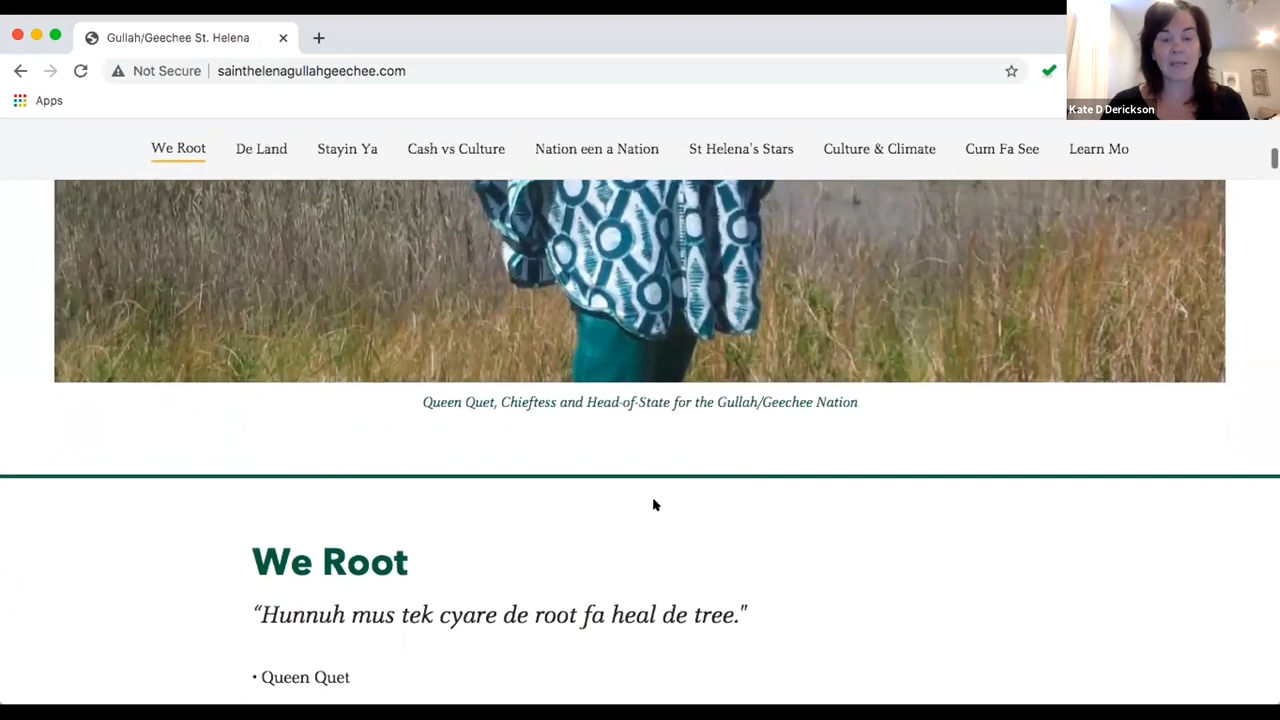 Gullah/Geechee St. Helena
Not Secure | sainthelenagullahgeechee.com
Kate D Derickson
Apps
We Root De Land Stayin Ya Cash vs Culture Nation een a Nation St Helena's Stars Culture & Climate Cum Fa See Learn Mo
Queen Quet, Chieftess and Head-of-State for the Gullah/Geechee Nation
We Root
“Hunnuh mus tek cyare de root fa heal de tree."
• Queen Quet